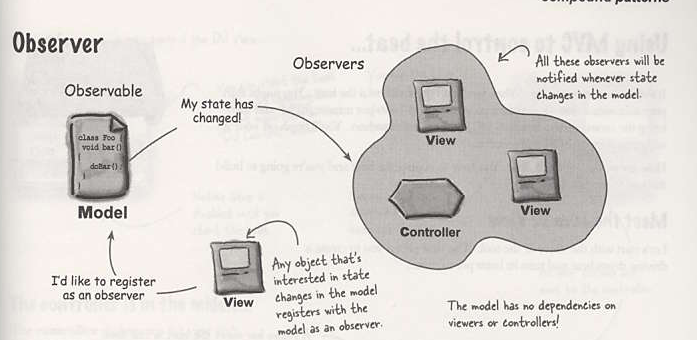 Observer
Observable
class Foo {
void bar()
{
doBar();
}
Model
My state has
changed!
Observers
View
View
Controller
All these observers will be
notified whenever state
changes in the model.
I'd like to register
as an observer
View
Any object that's
interested in state
changes in the model
registers with the
model as an observer.
The model has no dependencies on
viewers or controllers!